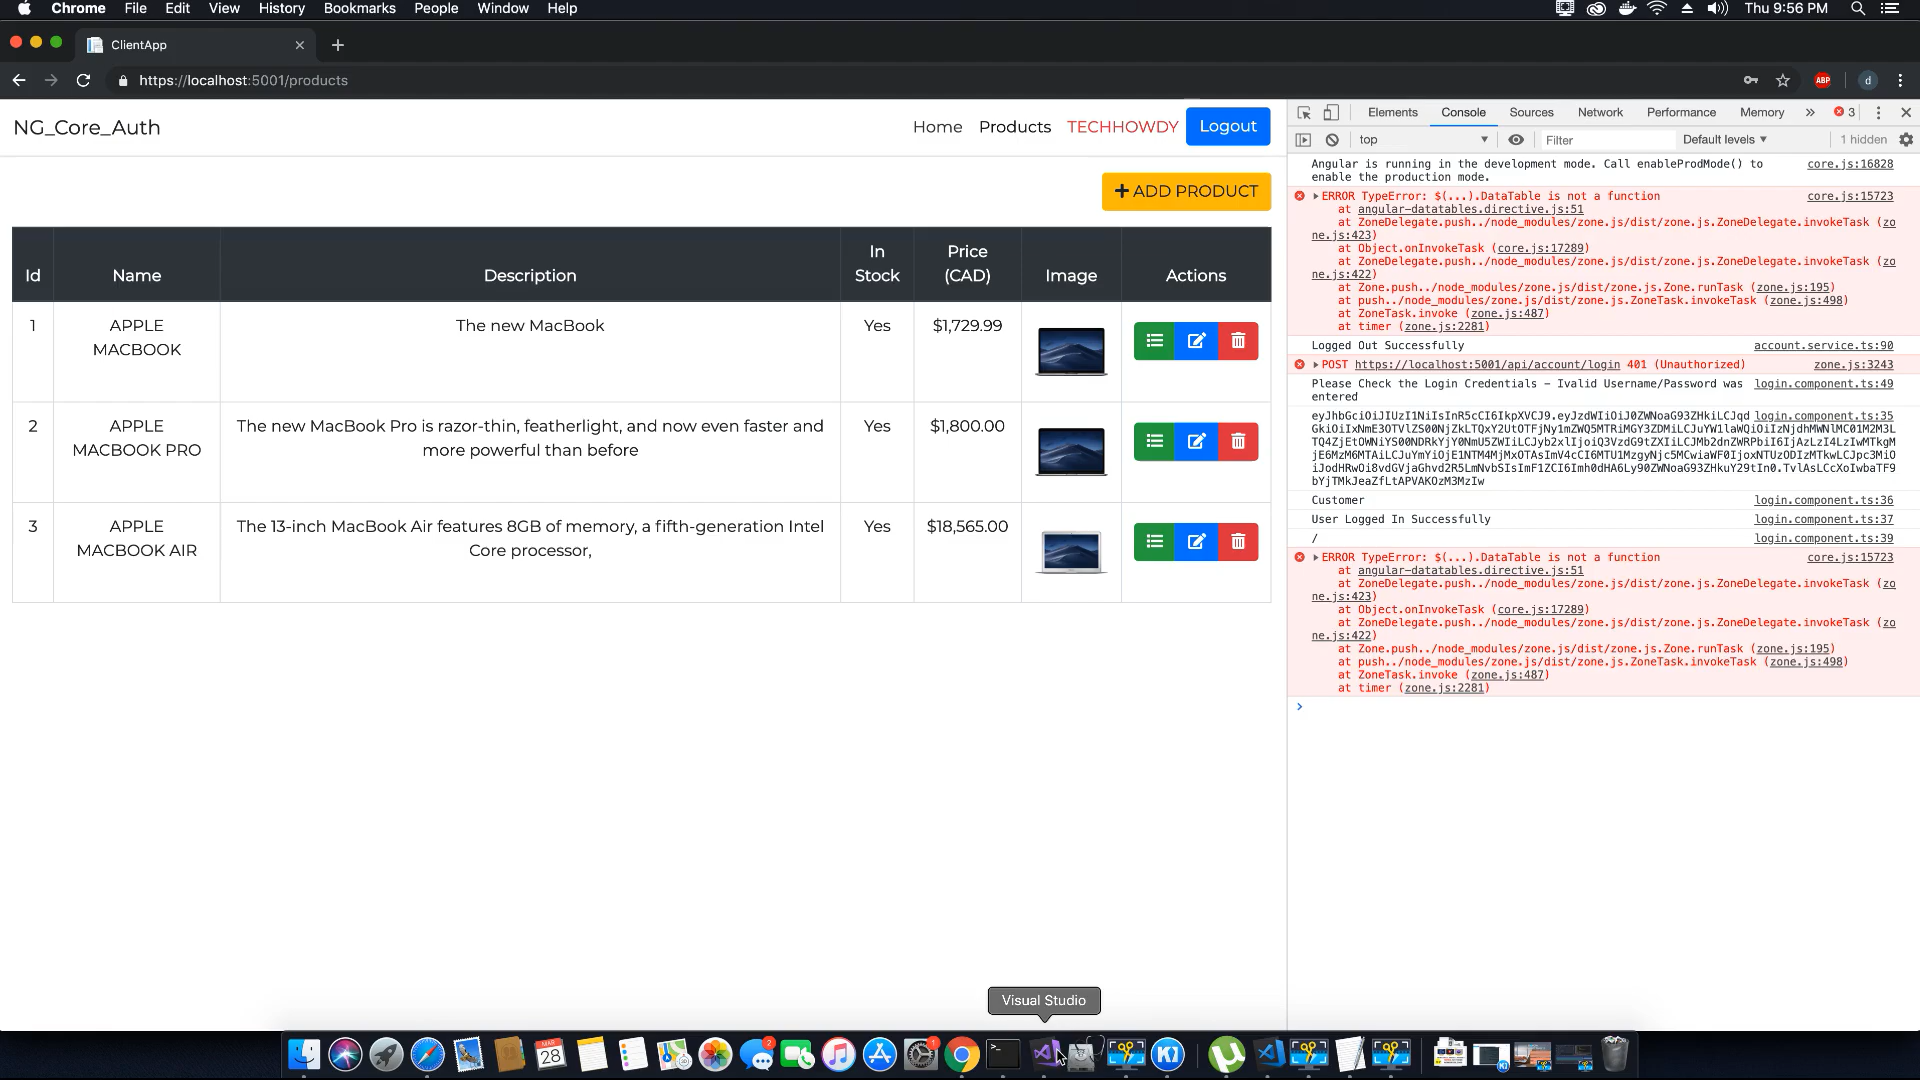 Chrome File Edit View History Bookmarks People Window Help Thu 9:56 PM
ClientApp
https://localhost:5001/products ABP d
NG_Core_Auth Home Products TECHHOWDY Logout
ADD PRODUCT
Id Name Description In Stock Price (CAD) Image Actions
1 APPLE MACBOOK The new MacBook Yes $1,729.99
2 APPLE MACBOOK PRO The new MacBook Pro is razor-thin, featherlight, and now even faster and more powerful than before Yes $1,800.00
3 APPLE MACBOOK AIR The 13-inch MacBook Air features 8GB of memory, a fifth-generation Intel Core processor, Yes $18,565.00
Elements Console Sources Network Performance Memory 3
top Filter Default levels 1 hidden
Angular is running in the development mode. Call enableProdMode() to core.js:16828
enable the production mode.
ERROR TypeError: $(...).DataTable is not a function core.js:15723
at angular-datatables.directive.js:51
at ZoneDelegate.push../node_modules/zone.js/dist/zone.js.ZoneDelegate.invokeTask (zo
ne.js:423)
at Object.onInvokeTask (core.js:17289)
at ZoneDelegate.push../node_modules/zone.js/dist/zone.js.ZoneDelegate.invokeTask (zo
ne.js:422)
at Zone.push../node_modules/zone.js/dist/zone.js.Zone.runTask (zone.js:195)
at push../node_modules/zone.js/dist/zone.js.ZoneTask.invokeTask (zone.js:498)
at ZoneTask.invoke (zone.js:487)
at timer (zone.js:2281)
Logged Out Successfully account.service.ts:90
POST https://localhost:5001/api/account/login 401 (Unauthorized) zone.js:3243
Please Check the Login Credentials - Ivalid Username/Password was login.component.ts:49
entered
login.component.ts:35
Customer login.component.ts:36
User Logged In Successfully login.component.ts:37
/ login.component.ts:39
ERROR TypeError: $(...).DataTable is not a function core.js:15723
at angular-datatables.directive.js:51
at ZoneDelegate.push../node_modules/zone.js/dist/zone.js.ZoneDelegate.invokeTask (zo
ne.js:423)
at Object.onInvokeTask (core.js:17289)
at ZoneDelegate.push../node_modules/zone.js/dist/zone.js.ZoneDelegate.invokeTask (zo
ne.js:422)
at Zone.push../node_modules/zone.js/dist/zone.js.Zone.runTask (zone.js:195)
at push../node_modules/zone.js/dist/zone.js.ZoneTask.invokeTask (zone.js:498)
at ZoneTask.invoke (zone.js:487)
at timer (zone.js:2281)
Visual Studio
28
2
1